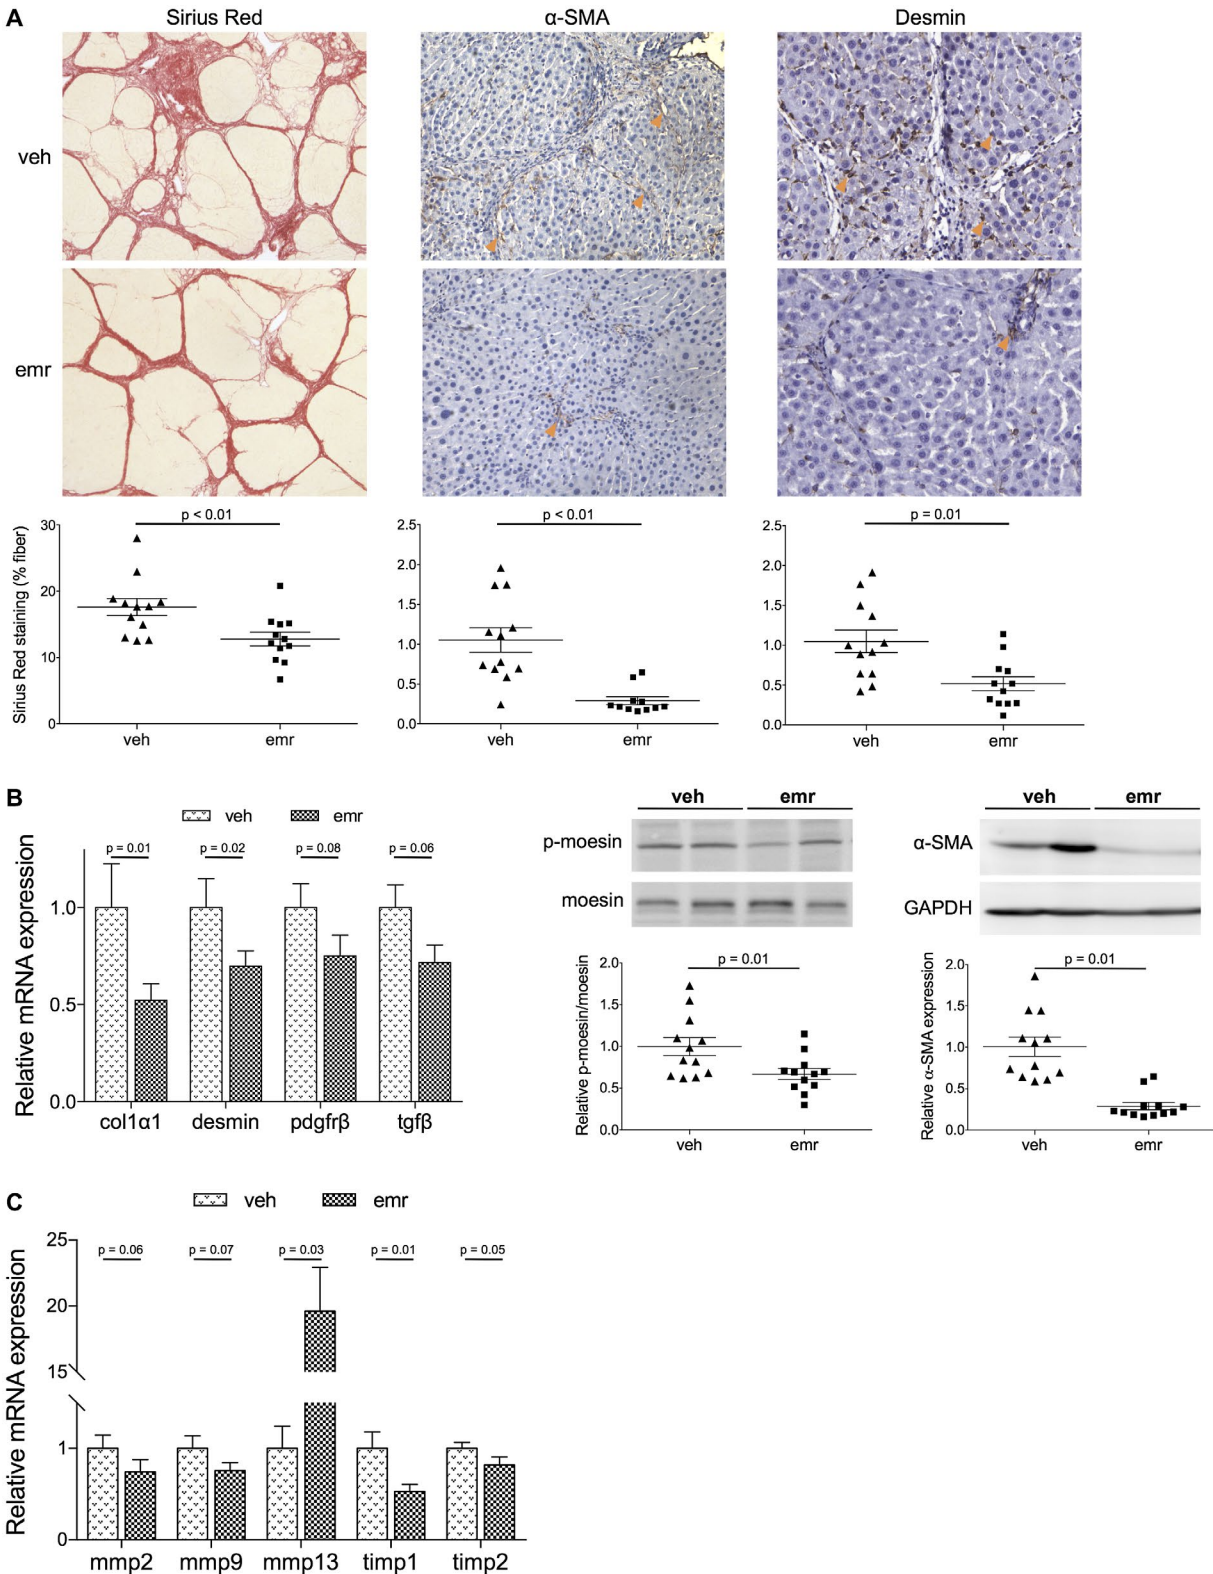 A
Sirius Red
α-SMA
Desmin
veh
emr
Sirius Red staining (% fiber)
30
20
10
0
p < 0.01
veh
emr
2.5
2.0
1.5
1.0
0.5
0.0
p < 0.01
veh
emr
2.5
2.0
1.5
1.0
0.5
0.0
p = 0.01
veh
emr
B
veh
emr
Relative mRNA expression
1.0
0.5
0.0
p = 0.01
p = 0.02
p = 0.08
p = 0.06
col1α1
desmin
pdgfrβ
tgfβ
veh
emr
p-moesin
moesin
Relative p-moesin/moesin
2.0
1.5
1.0
0.5
0.0
p = 0.01
veh
emr
veh
emr
α-SMA
GAPDH
Relative α-SMA expression
2.0
1.5
1.0
0.5
0.0
p = 0.01
veh
emr
C
veh
emr
Relative mRNA expression
25
20
15
1
0
p = 0.06
p = 0.07
p = 0.03
p = 0.01
p = 0.05
mmp2
mmp9
mmp13
timp1
timp2